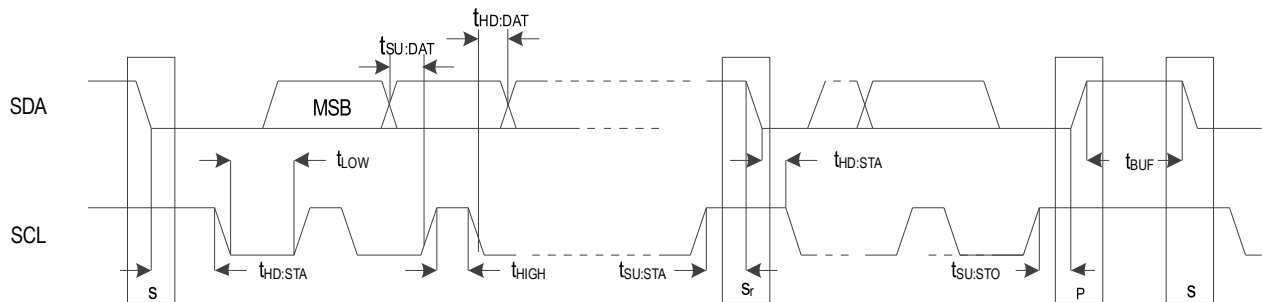 tHD:DAT
tSU:DAT
SDA
MSB
tLOW
tHD:STA
tBUF
SCL
tHD:STA
tHIGH
tSU:STA
tSU:STO
S
Sr
P
S